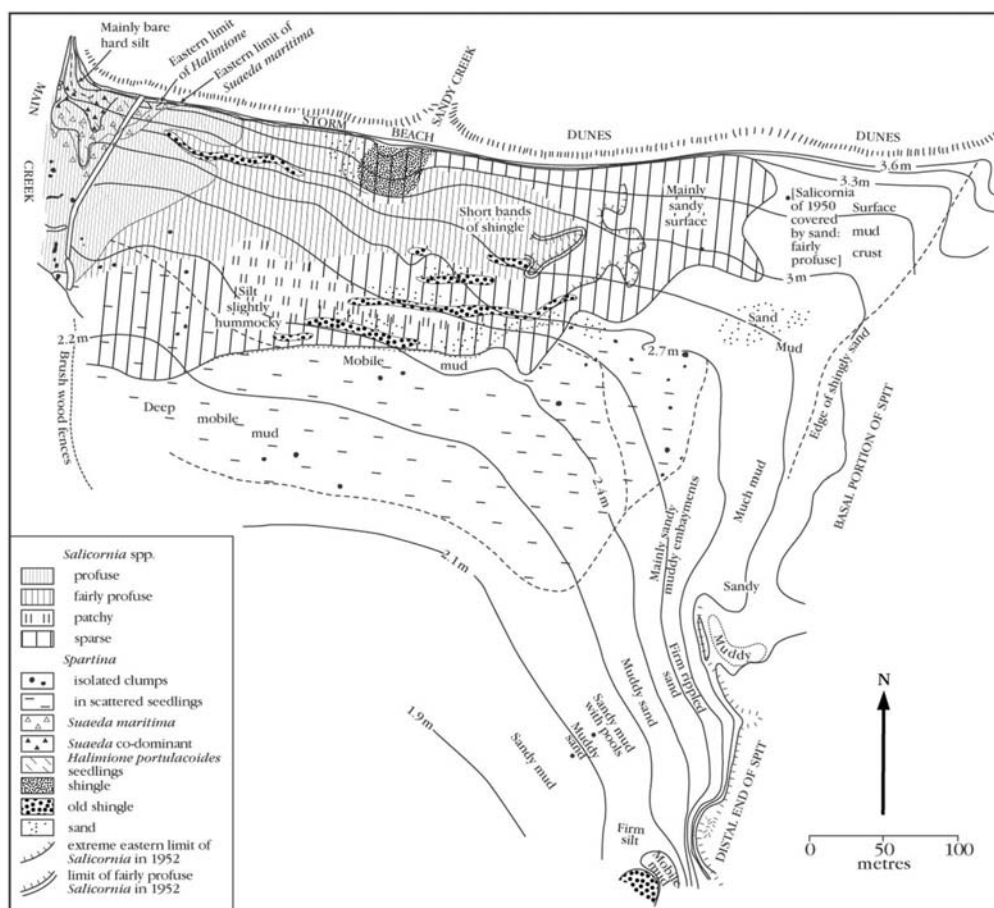 Mainly bare
hard silt
Eastern limit
of Halimione
Eastern limit of
Suaeda maritima
MAIN
CREEK
STORM
BEACH
SANDY CREEK
DUNES
DUNES
3.6m
3.3m
Mainly
sandy
surface
[Salicornia
of 1950
covered
by sand:
fairly
profuse]
Surface
mud
crust
Short bands
of shingle
3m
[Silt
slightly
hummocky
Sand
Mud
2.2m
2.7m
Mobile
mud
Brush wood fences
Deep
mobile
mud
Edge of shingly sand
BASAL PORTION OF SPIT
2.4m
Much mud
Mainly sandy
muddy embayments
2.1m
Sandy
Muddy
Firm rippled
sand
Muddy sand
Sandy mud
with pools
Muddy
sand
1.9m
Sandy mud
DISTAL END OF SPIT
Firm
silt
Mobile
mud
N
0
100
metres
Salicornia spp.
profuse
fairly profuse
patchy
sparse
Spartina
isolated clumps
in scattered seedlings
Suaeda maritima
Suaeda co-dominant
Halimione portulacoides
seedlings
shingle
old shingle
sand
extreme eastern limit of
Salicornia in 1952
limit of fairly profuse
Salicornia in 1952